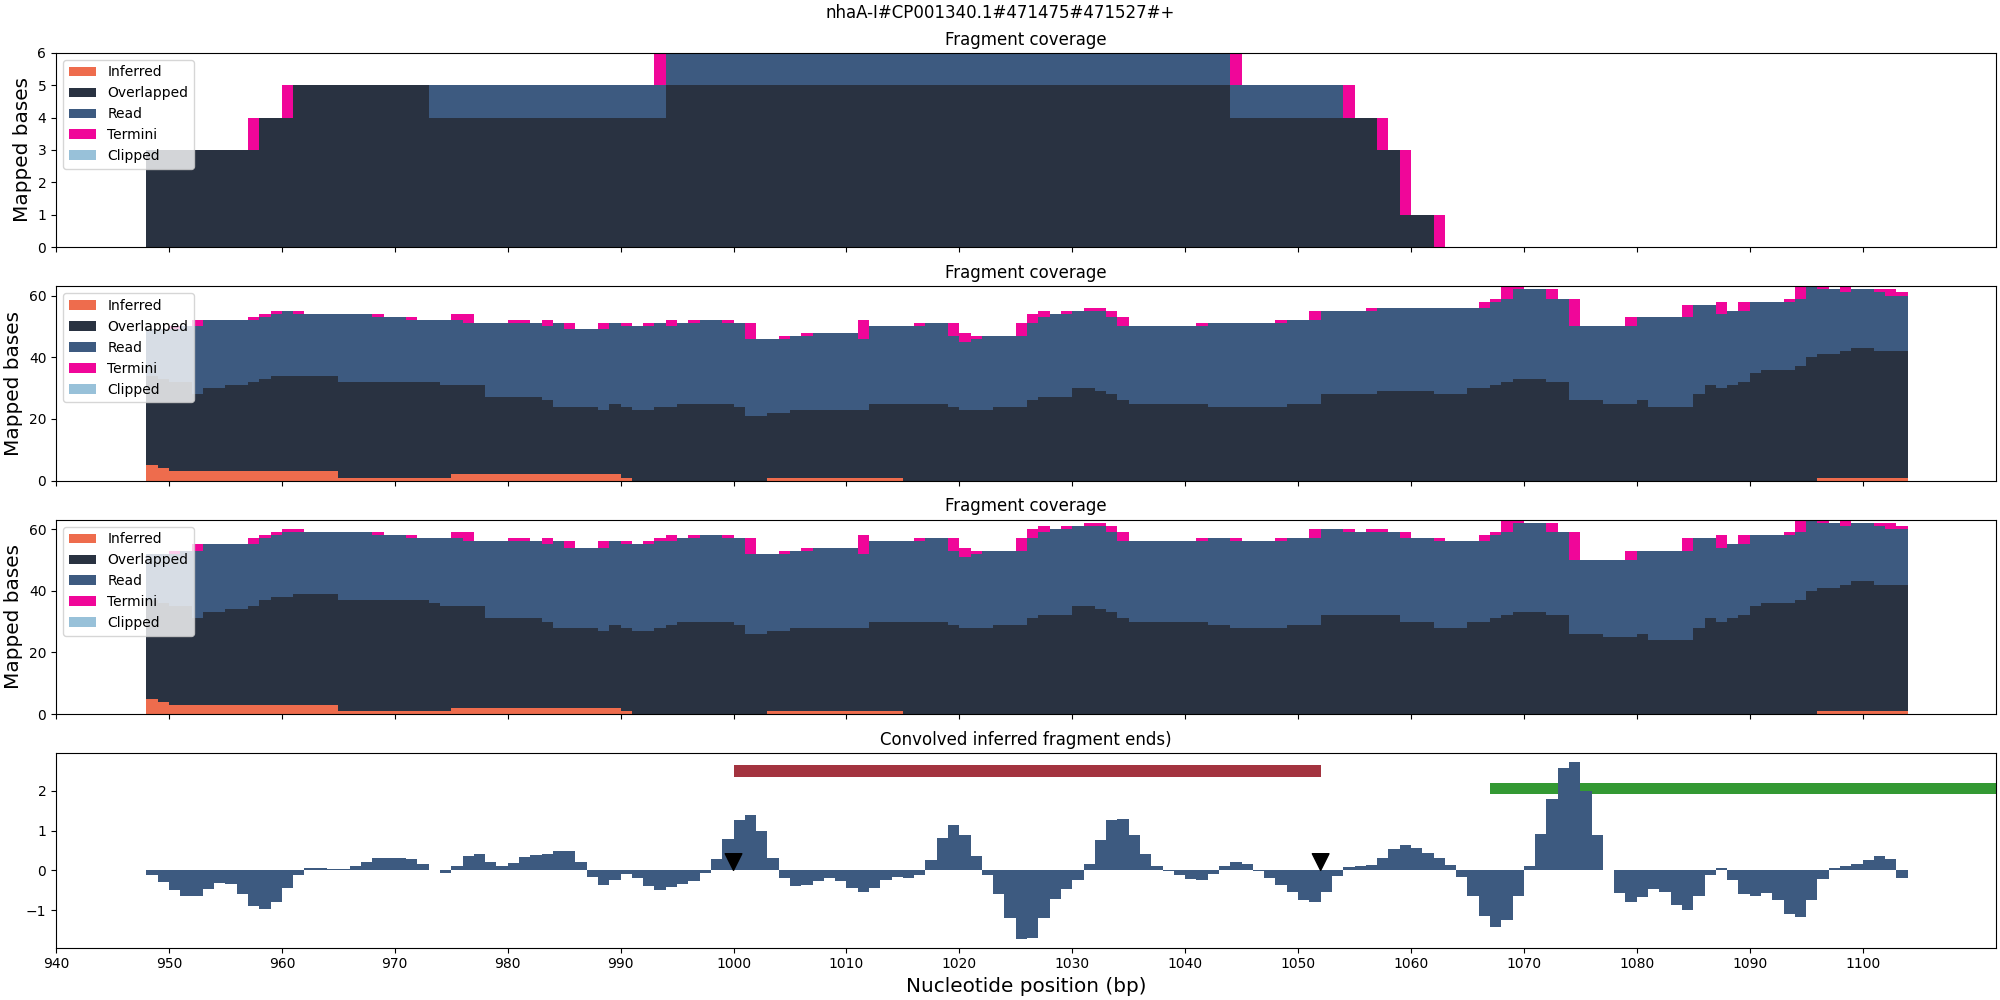 nhaA-I#CP001340.1#471475#471527#+
Fragment coverage
Mapped bases
6
5
4
3
2
1
0
Inferred
Overlapped
Read
Termini
Clipped
Fragment coverage
Mapped bases
60
40
20
0
Inferred
Overlapped
Read
Termini
Clipped
Fragment coverage
Mapped bases
60
40
20
0
Inferred
Overlapped
Read
Termini
Clipped
Convolved inferred fragment ends)
2
1
0
−1
940 950 960 970 980 990 1000 1010 1020 1030 1040 1050 1060 1070 1080 1090 1100
Nucleotide position (bp)